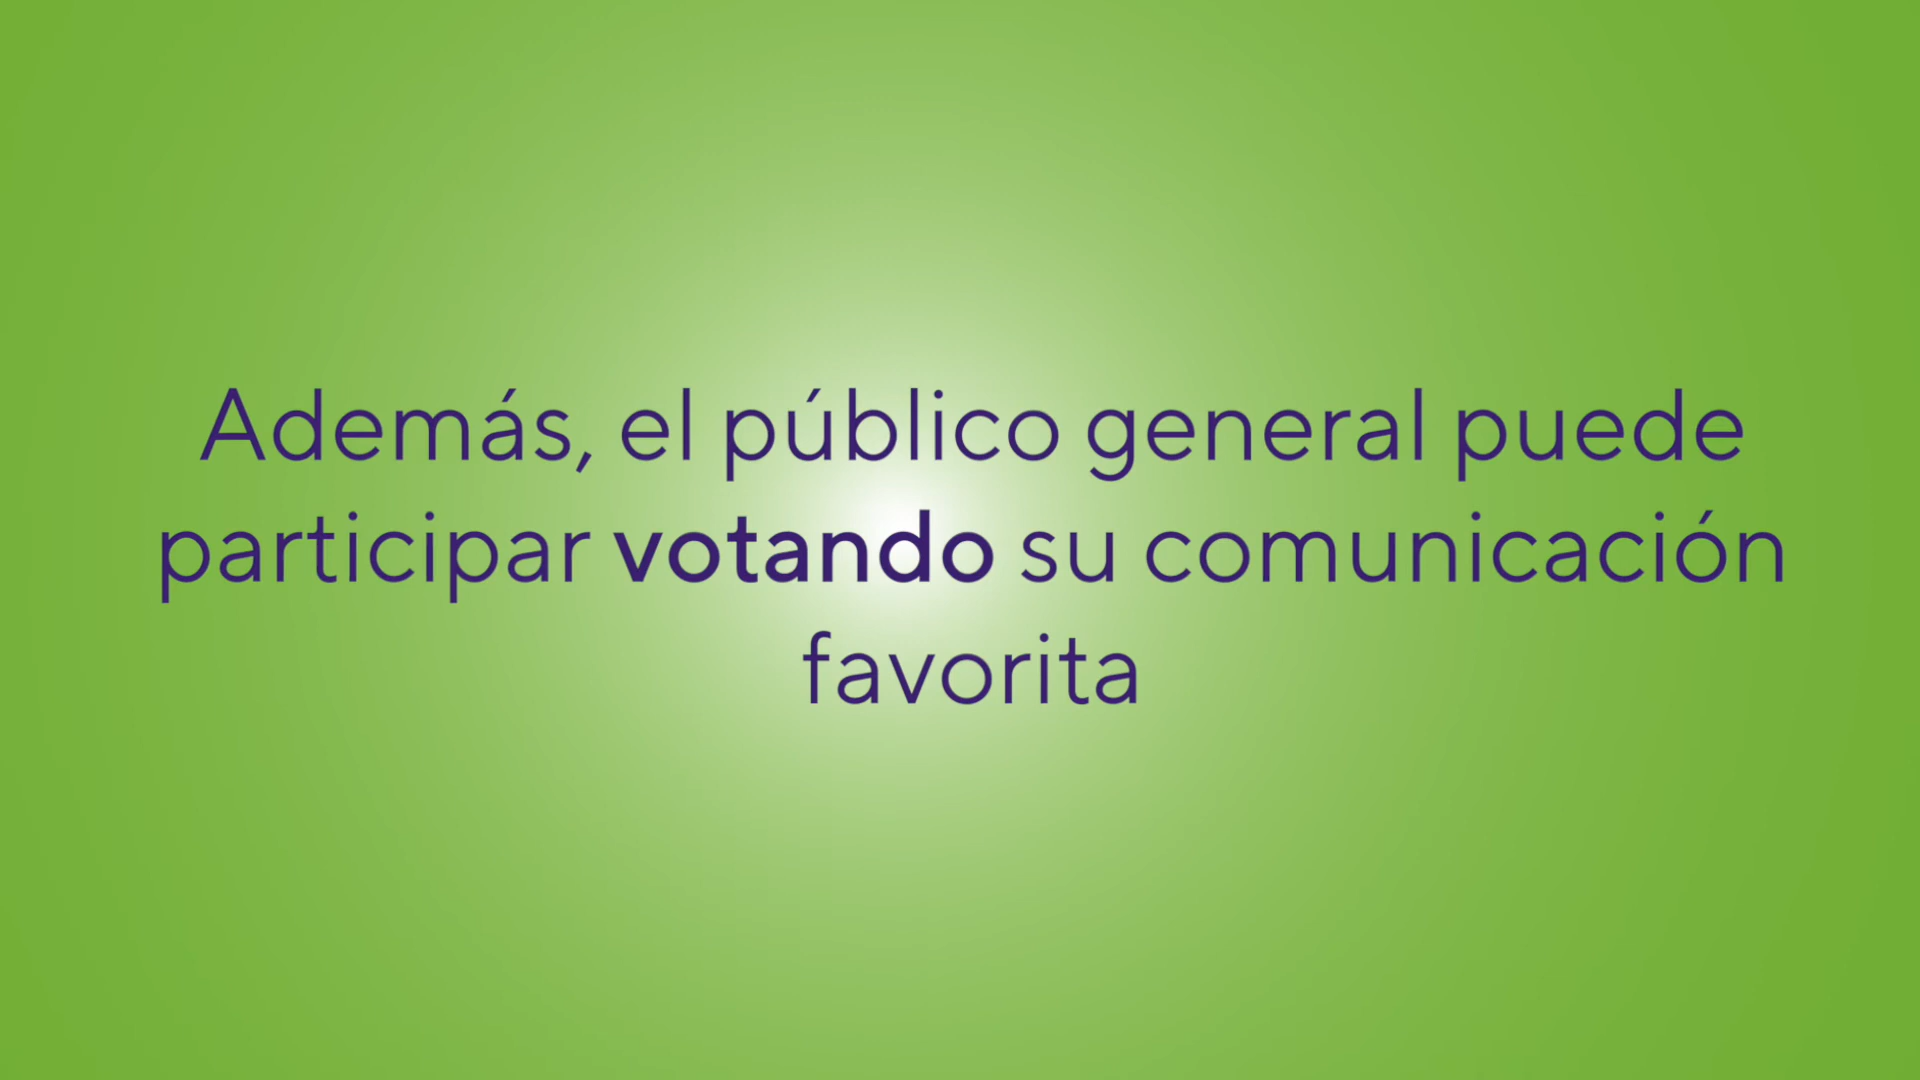 Además, el público general puede
participar votando su comunicación
favorita